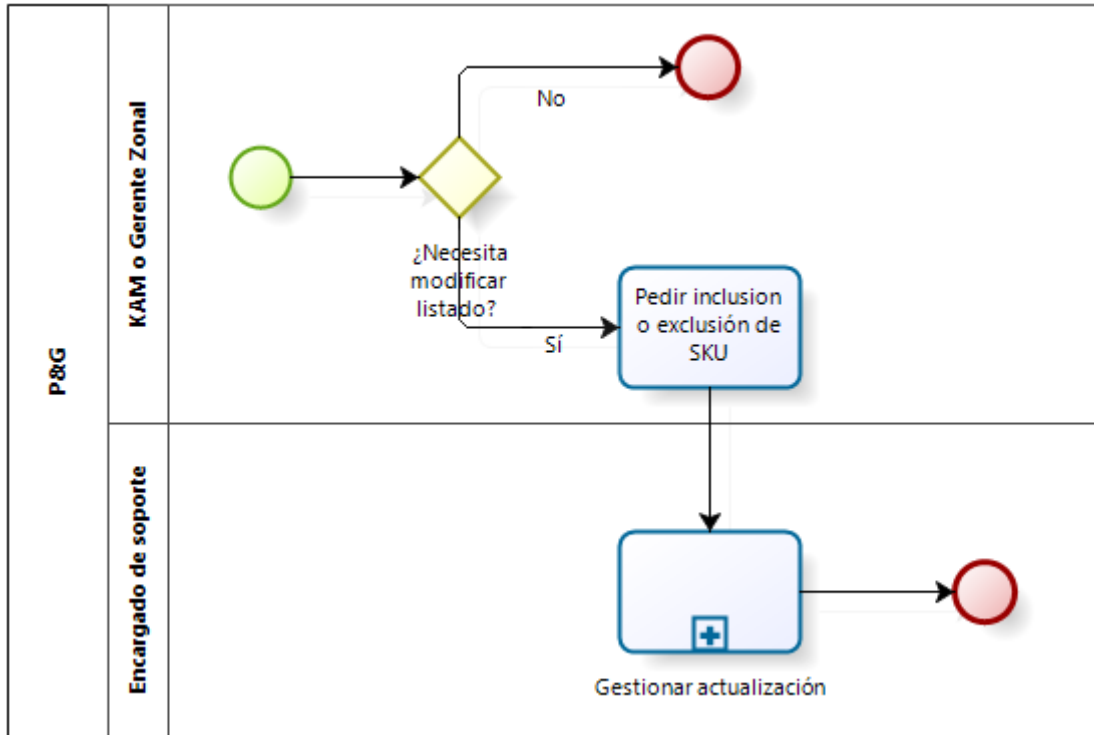 P&G
KAM o Gerente Zonal
No
¿Necesita
modificar
listado?
Sí
Pedir inclusion
o exclusión de
SKU
Encargado de soporte
Gestionar actualización